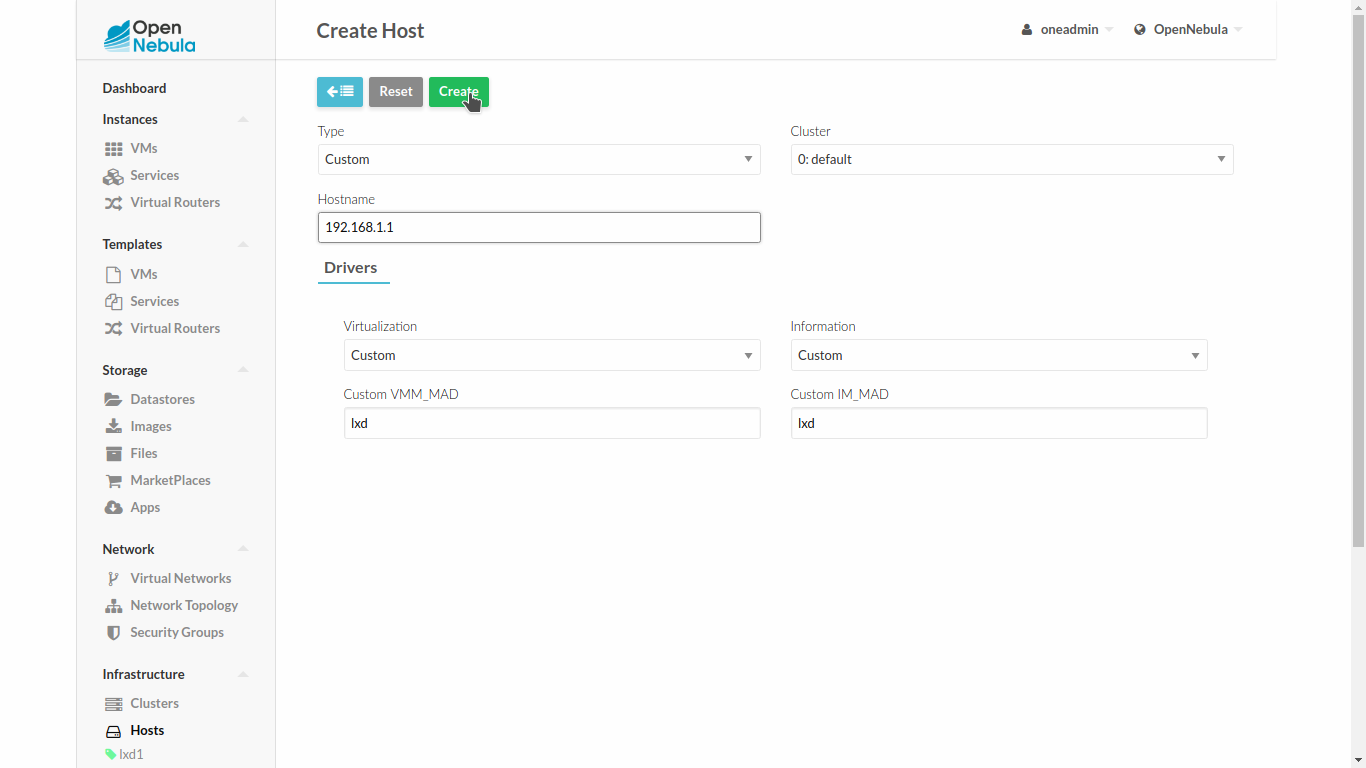 Open
Nebula
Create Host
oneadmin
OpenNebula
Dashboard
Instances
VMs
Services
Virtual Routers
Templates
VMs
Services
Virtual Routers
Storage
Datastores
Images
Files
MarketPlaces
Apps
Network
Virtual Networks
Network Topology
Security Groups
Infrastructure
Clusters
Hosts
lxd1
Reset
Create
Type
Cluster
Custom
0: default
Hostname
192.168.1.1
Drivers
Virtualization
Information
Custom
Custom
Custom VMM_MAD
Custom IM_MAD
lxd
lxd